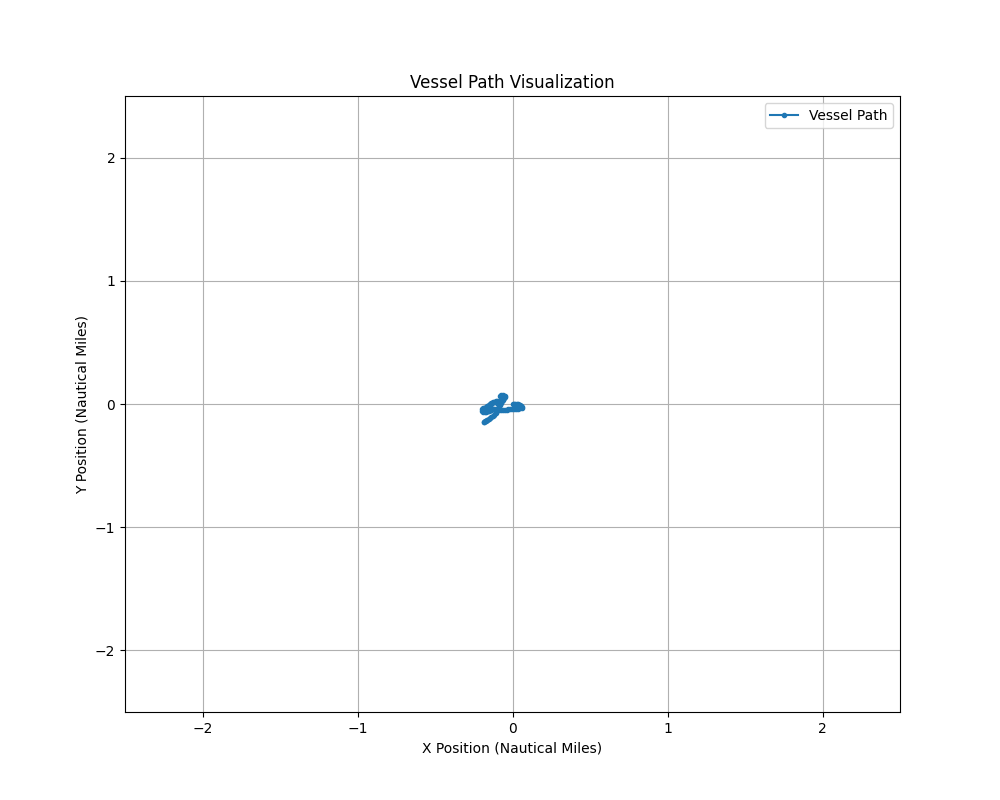 Vessel Path Visualization
Vessel Path
2
1
0
−1
−2
Y Position (Nautical Miles)
−2
−1
0
1
2
X Position (Nautical Miles)